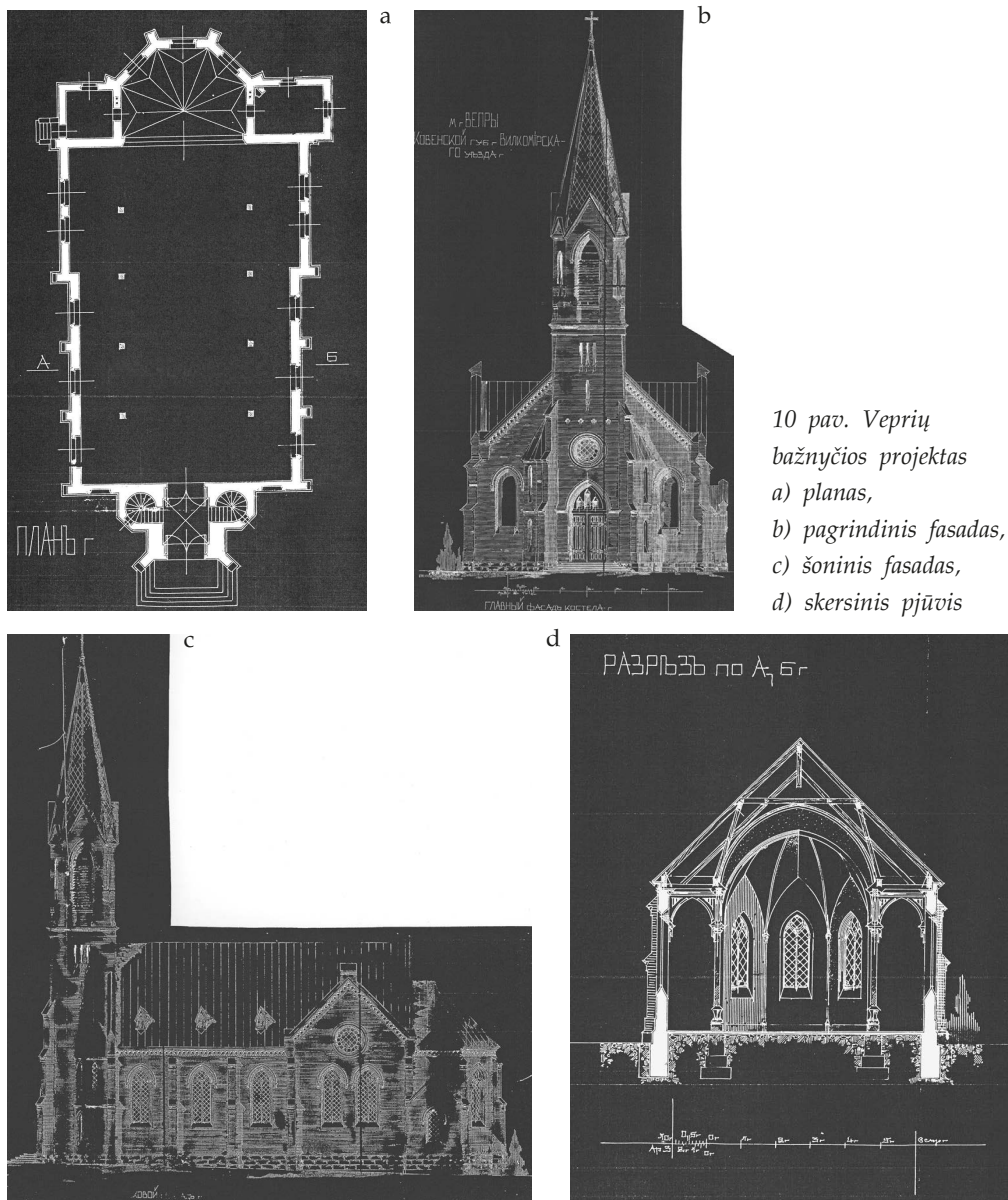 a
b
м. ВЕПРЫ
КОВЕНСКОЙ ГУБ. ВИЛКОМІРСКА-
ГО УѢЗДА
А
Б
ПЛАНЪ
ГЛАВНЫЙ ФАСАДЪ КОСТЕЛА
10 pav. Veprių
bažnyčios projektas
a) planas,
b) pagrindinis fasadas,
c) šoninis fasadas,
d) skersinis pjūvis
c
d
РАЗРѢЗЪ по А, Б